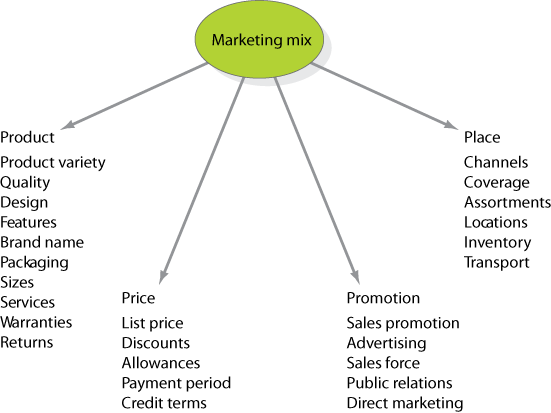 Marketing mix
Product
Product variety
Quality
Design
Features
Brand name
Packaging
Sizes
Services
Warranties
Returns
Price
List price
Discounts
Allowances
Payment period
Credit terms
Promotion
Sales promotion
Advertising
Sales force
Public relations
Direct marketing
Place
Channels
Coverage
Assortments
Locations
Inventory
Transport